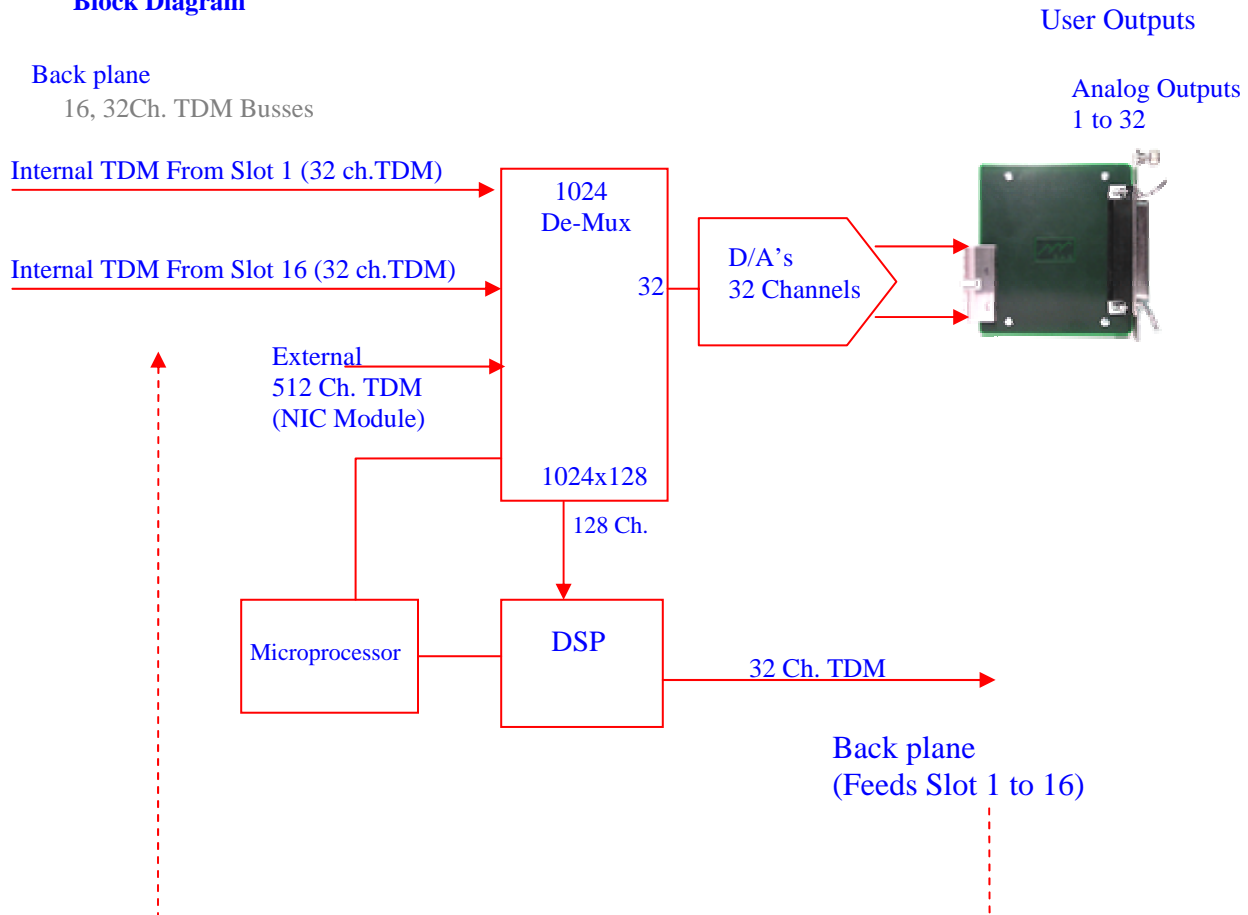 Block Diagram
User Outputs
Back plane
16, 32Ch. TDM Busses
Analog Outputs
1 to 32
Internal TDM From Slot 1 (32 ch.TDM)
1024
De-Mux
D/A's
32 Channels
Internal TDM From Slot 16 (32 ch.TDM)
32
External
512 Ch. TDM
(NIC Module)
1024x128
128 Ch.
Microprocessor
DSP
32 Ch. TDM
Back plane
(Feeds Slot 1 to 16)